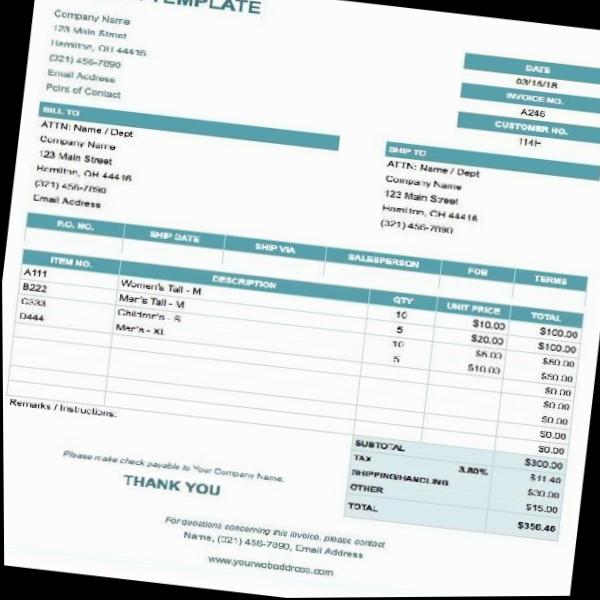 TEMPLATE
Company Name
123 Main Street
Hamilton, OH 44416
(321) 456-7890
Email Address
Point of Contact
DATE
03/15/18
INVOICE NO.
A246
CUSTOMER NO.
114H
BILL TO
ATTN: Name / Dept
Company Name
123 Main Street
Hamilton, OH 44416
(321) 456-7890
Email Address
SHIP TO
ATTN: Name / Dept
Company Name
123 Main Street
Hamilton, OH 44416
(321) 456-7890
P.O. NO. SHIP DATE SHIP VIA SALESPERSON FOB TERMS
ITEM NO. DESCRIPTION QTY UNIT PRICE TOTAL
A111 Women's Tall - M 10 $10.00 $100.00
B222 Men's Tall - M 5 $20.00 $100.00
C333 Children's - S 10 $5.00 $50.00
D444 Men's - XL 5 $10.00 $50.00
$0.00
$0.00
$0.00
$0.00
$0.00
Remarks / Instructions:
SUBTOTAL $300.00
TAX 3.80% $11.40
SHIPPING/HANDLING $30.00
OTHER $15.00
TOTAL $356.40
Please make check payable to Your Company Name.
THANK YOU
For questions concerning this invoice, please contact
Name, (321) 456-7890, Email Address
www.yourwebaddress.com